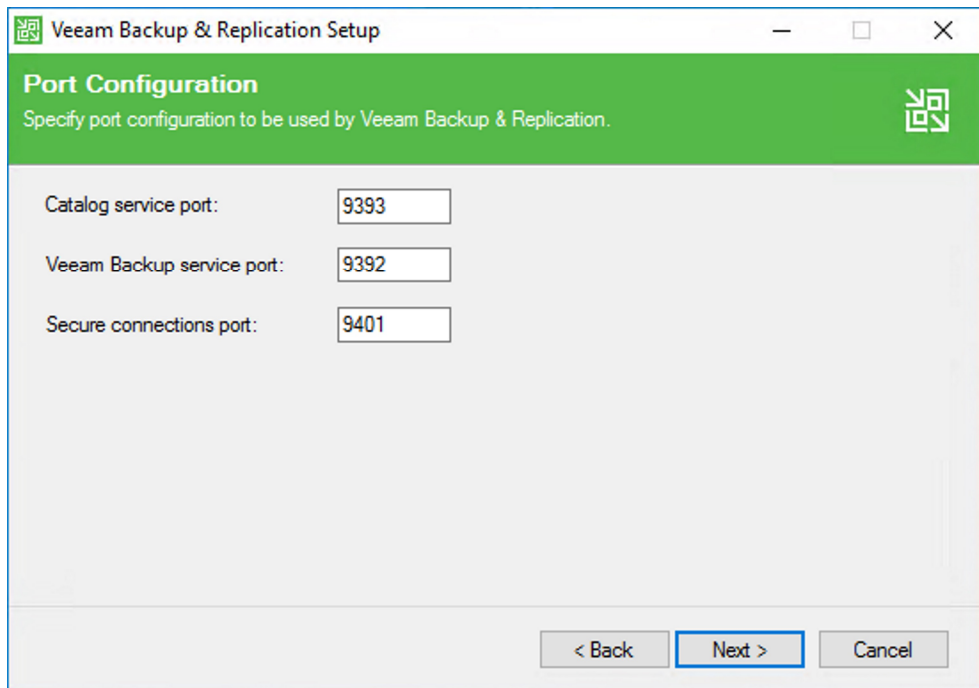 Veeam Backup & Replication Setup
Port Configuration
Specify port configuration to be used by Veeam Backup & Replication.
Catalog service port: 9393
Veeam Backup service port: 9392
Secure connections port: 9401
< Back Next > Cancel